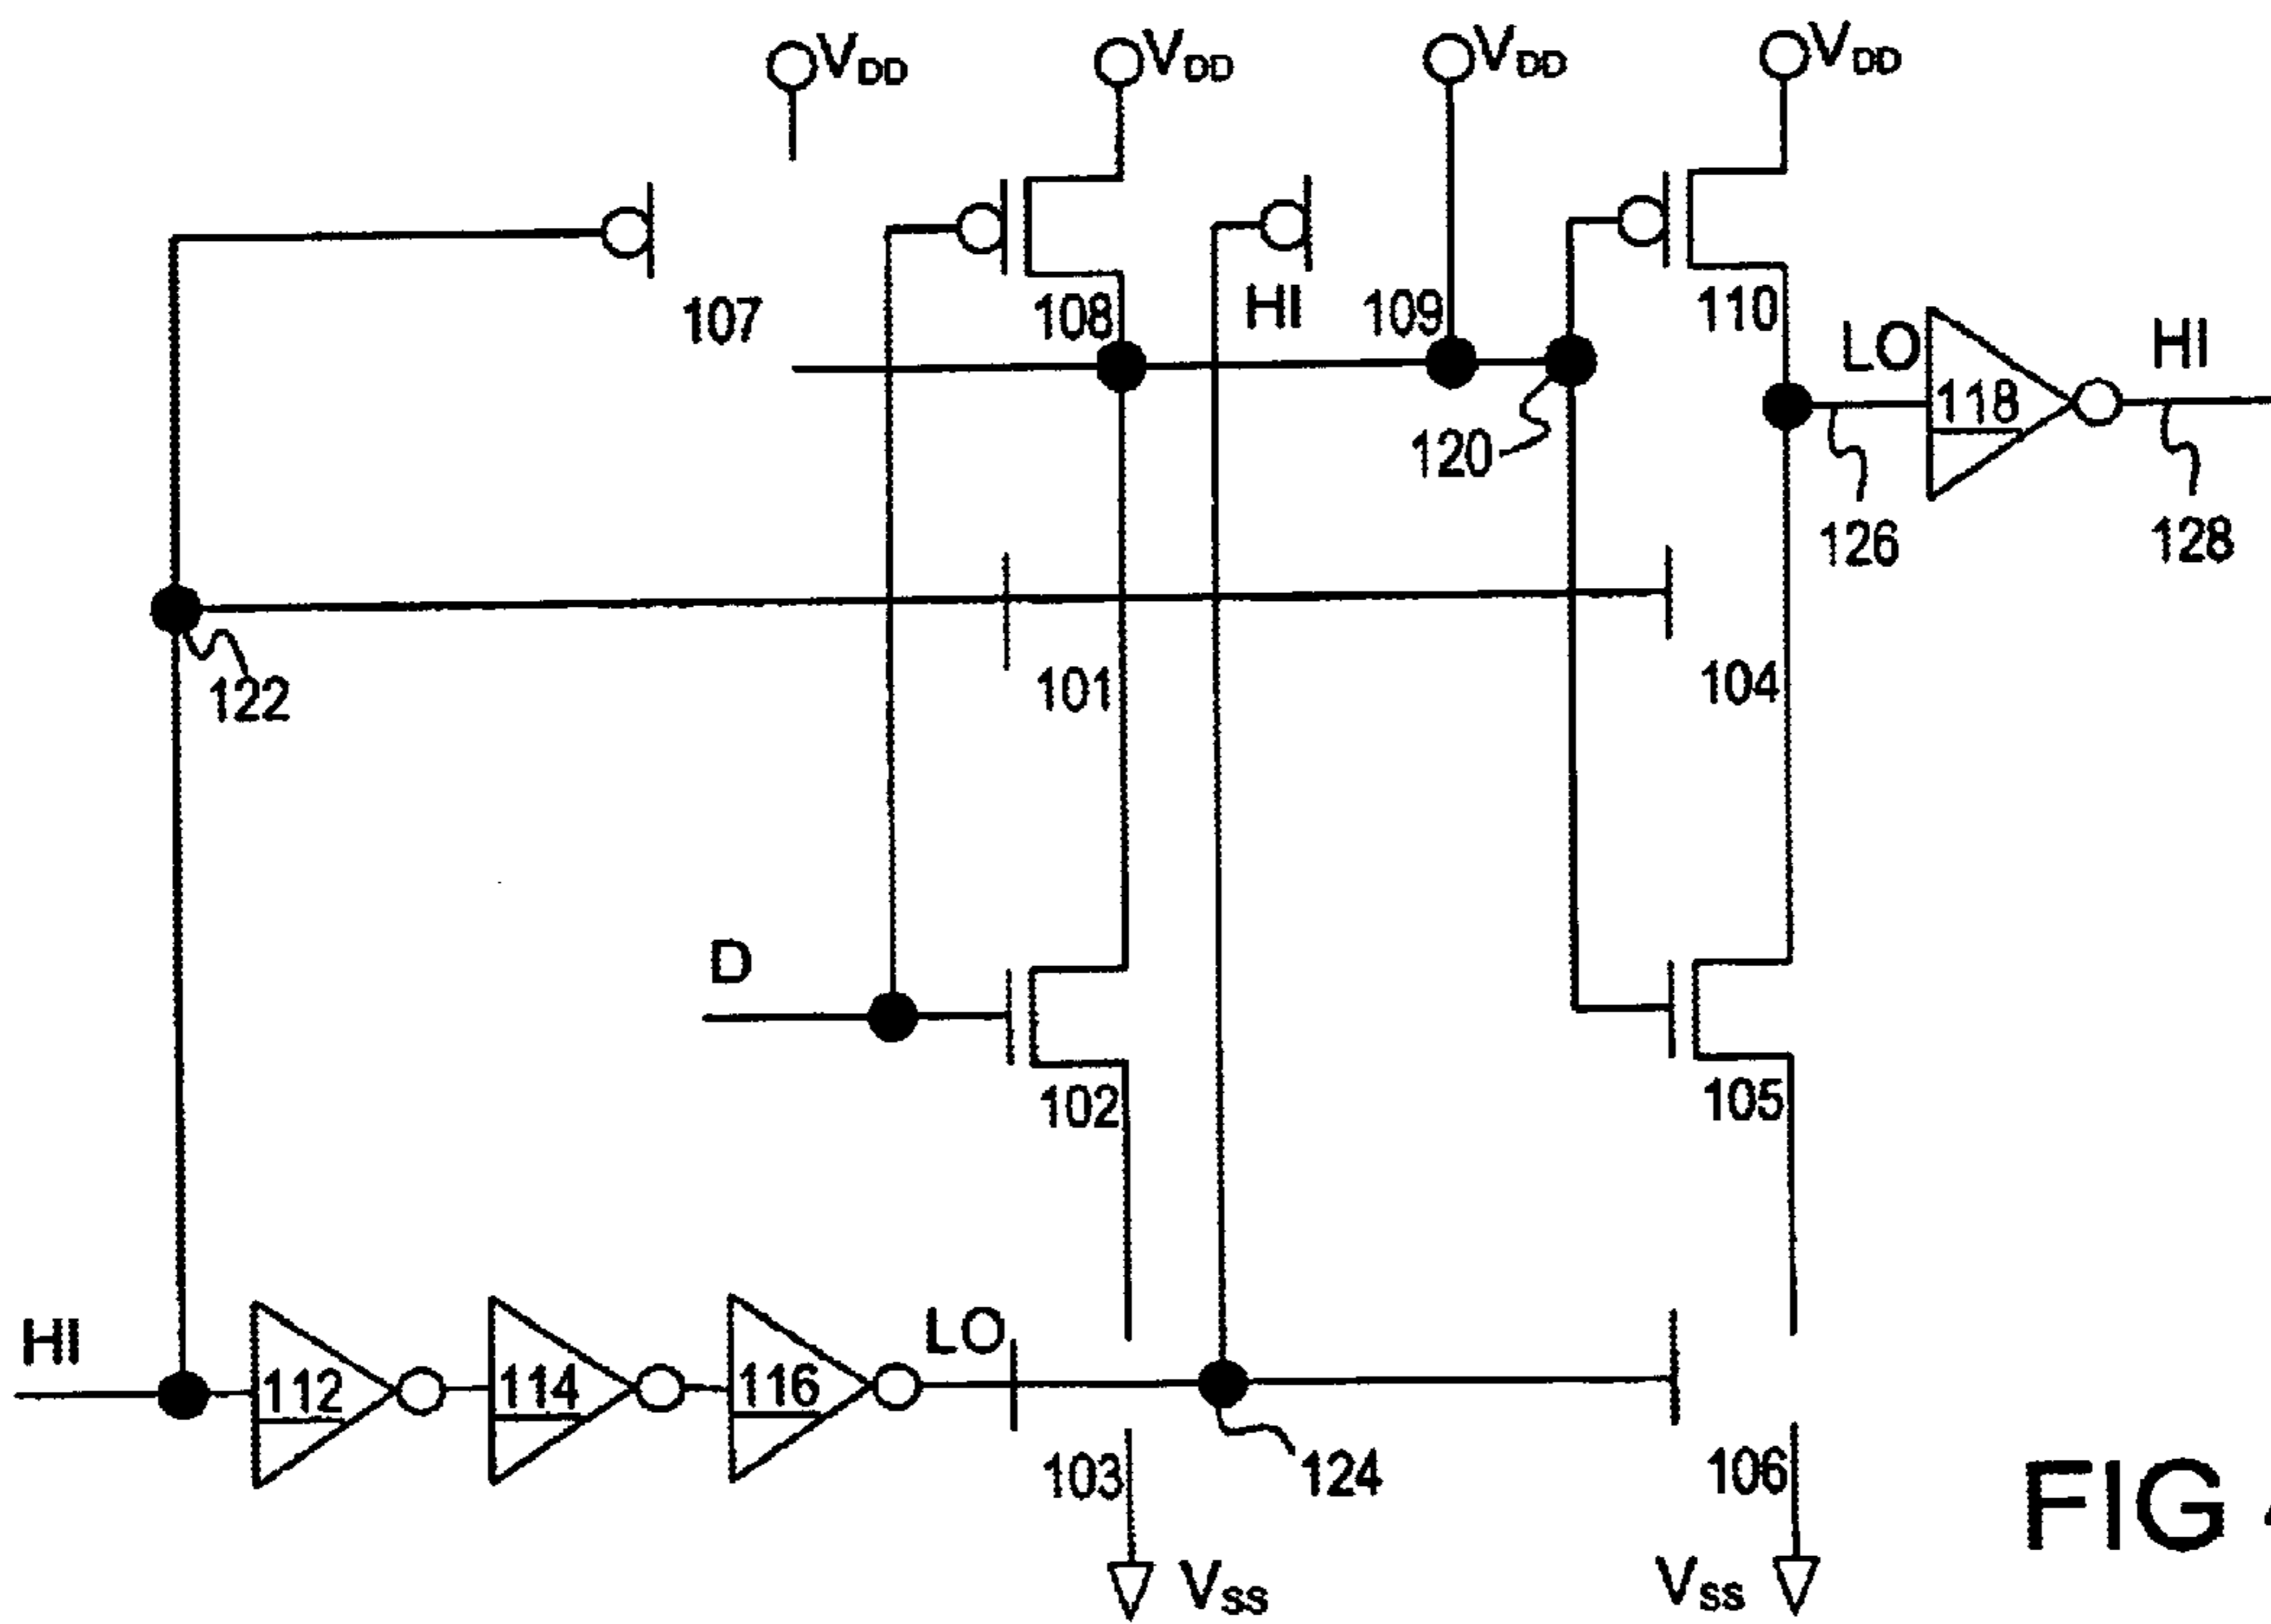 VDD VDD VDD VDD
107 108 HI 109 110
LO 118 HI
120 126 128
122 101 104
D
102 105
HI 112 114 116 LO
103 124 106
VSS VSS
FIG